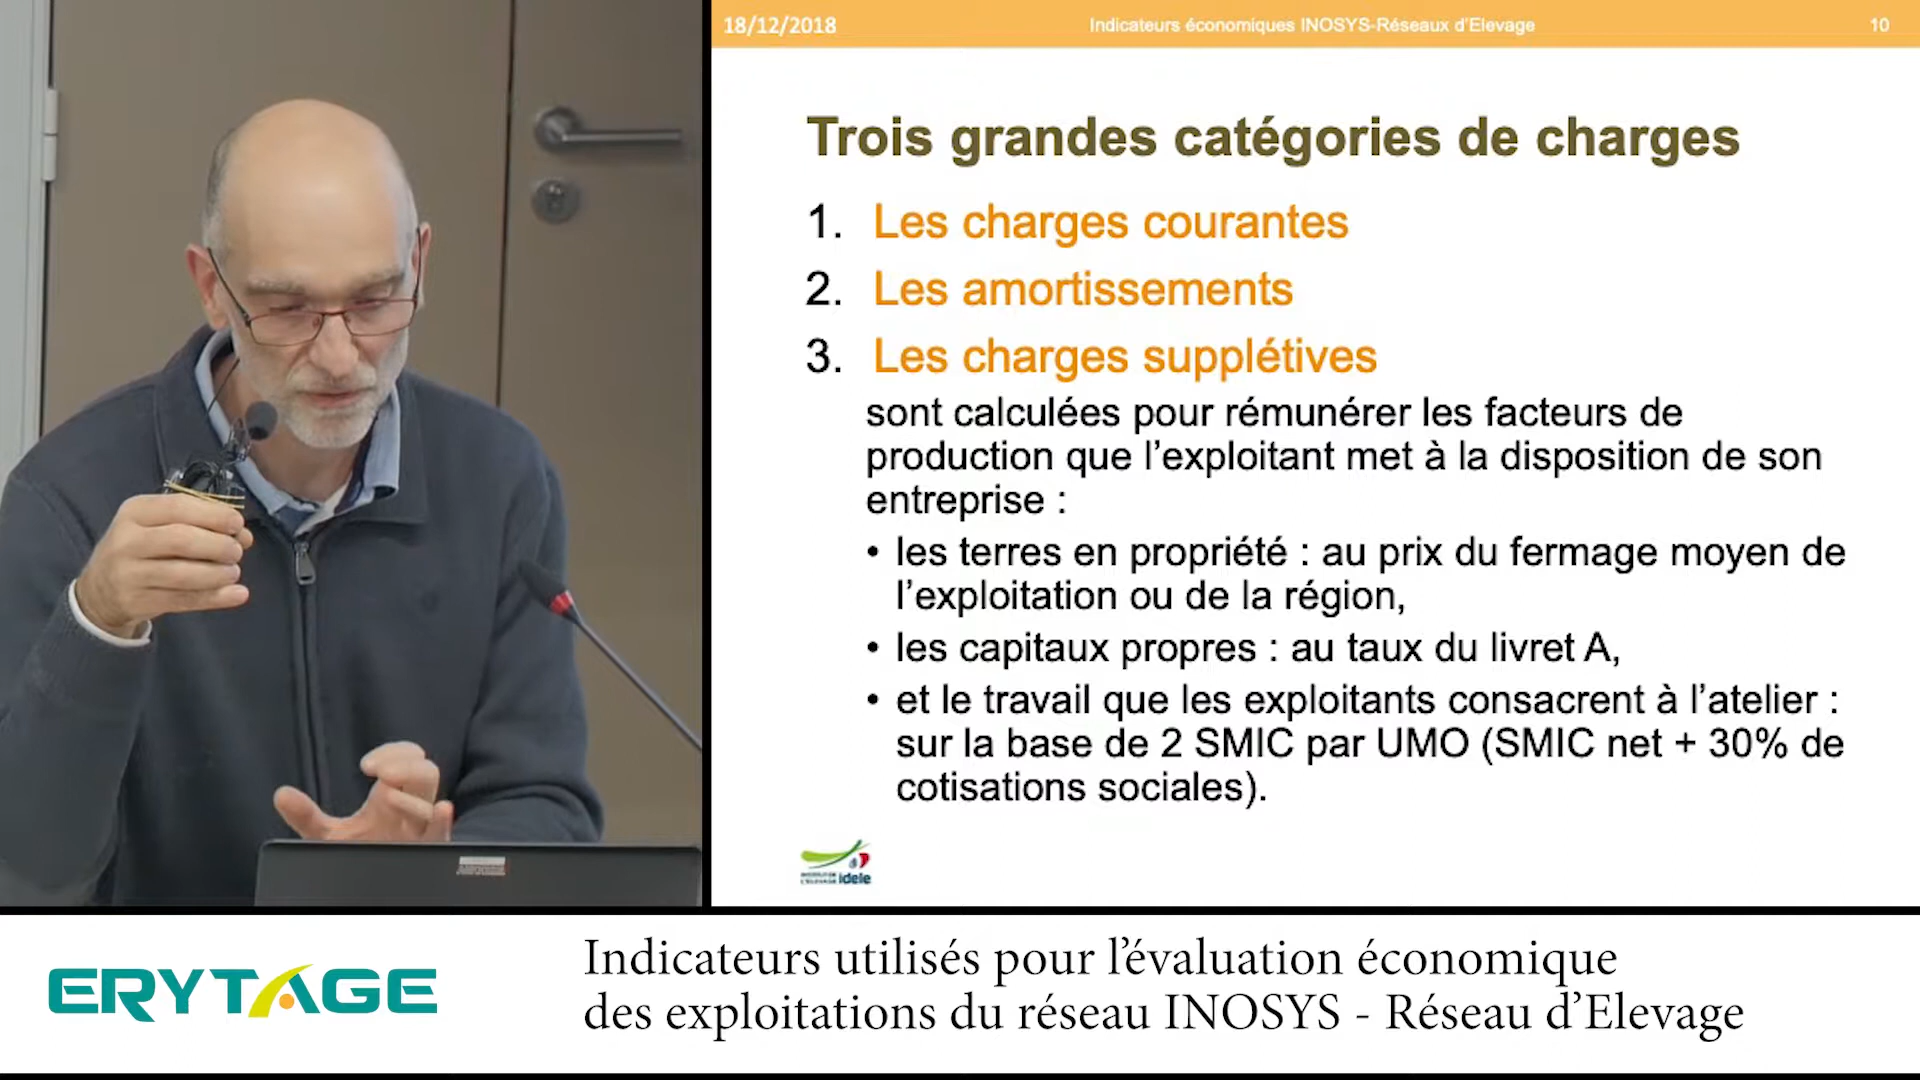 18/12/2018
Indicateurs économiques INOSYS-Réseaux d'Elevage
10
Trois grandes catégories de charges
1. Les charges courantes
2. Les amortissements
3. Les charges supplétives
sont calculées pour rémunérer les facteurs de
production que l'exploitant met à la disposition de son
entreprise :
• les terres en propriété : au prix du fermage moyen de
l'exploitation ou de la région,
• les capitaux propres : au taux du livret A,
• et le travail que les exploitants consacrent à l'atelier :
sur la base de 2 SMIC par UMO (SMIC net + 30% de
cotisations sociales).
INSTITUT DE
L'ELEVAGE idele
ERYTAGE
Indicateurs utilisés pour l'évaluation économique
des exploitations du réseau INOSYS - Réseau d'Elevage